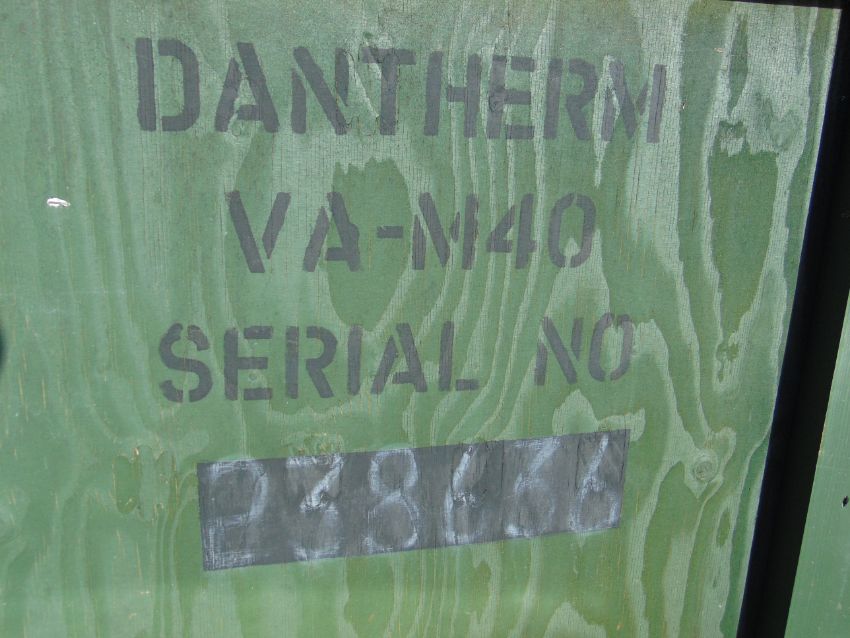 DANTHERM
VA-M40
SERIAL NO